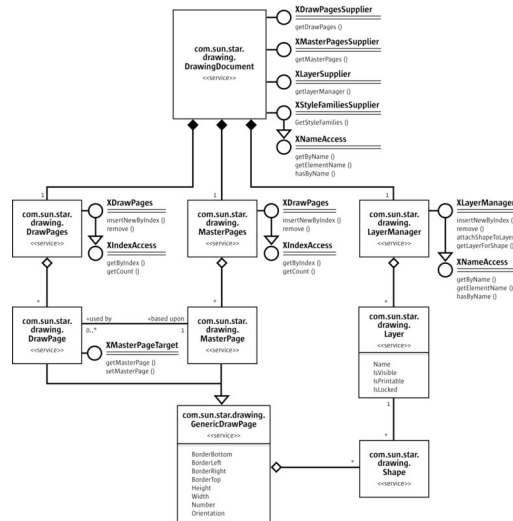 com.sun.star.
drawing.
DrawingDocument
<<service>>
XDrawPagesSupplier
getDrawPages ()
XMasterPagesSupplier
getMasterPages ()
XLayerSupplier
getlayerManager ()
XStyleFamiliesSupplier
GetStyleFamilies ()
XNameAccess
getByName ()
getElementName ()
hasByName ()
1
1
1
com.sun.star.
drawing.
DrawPages
<<service>>
XDrawPages
insertNewByIndex ()
remove ()
XIndexAccess
getByIndex ()
getCount ()
com.sun.star.
drawing.
MasterPages
<<service>>
XDrawPages
insertNewByIndex ()
remove ()
XIndexAccess
getByIndex ()
getCount ()
com.sun.star.
drawing.
LayerManager
<<service>>
XLayerManager
insertNewByIndex ()
remove ()
attachShapeToLayer
getLayerForShape ()
XNameAccess
getByName ()
getElementName ()
hasByName ()
*
*
*
com.sun.star.
drawing.
DrawPage
<<service>>
+used by
0..*
+based upon
1
com.sun.star.
drawing.
MasterPage
<<service>>
XMasterPageTarget
getMasterPage ()
setMasterPage ()
com.sun.star.
drawing.
Layer
<<service>>
Name
IsVisible
IsPrintable
IsLocked
1
*
com.sun.star.drawing.
GenericDrawPage
<<service>>
BorderBottom
BorderLeft
BorderRight
BorderTop
Height
Width
Number
Orientation
*
com.sun.star.
drawing.
Shape
<<service>>